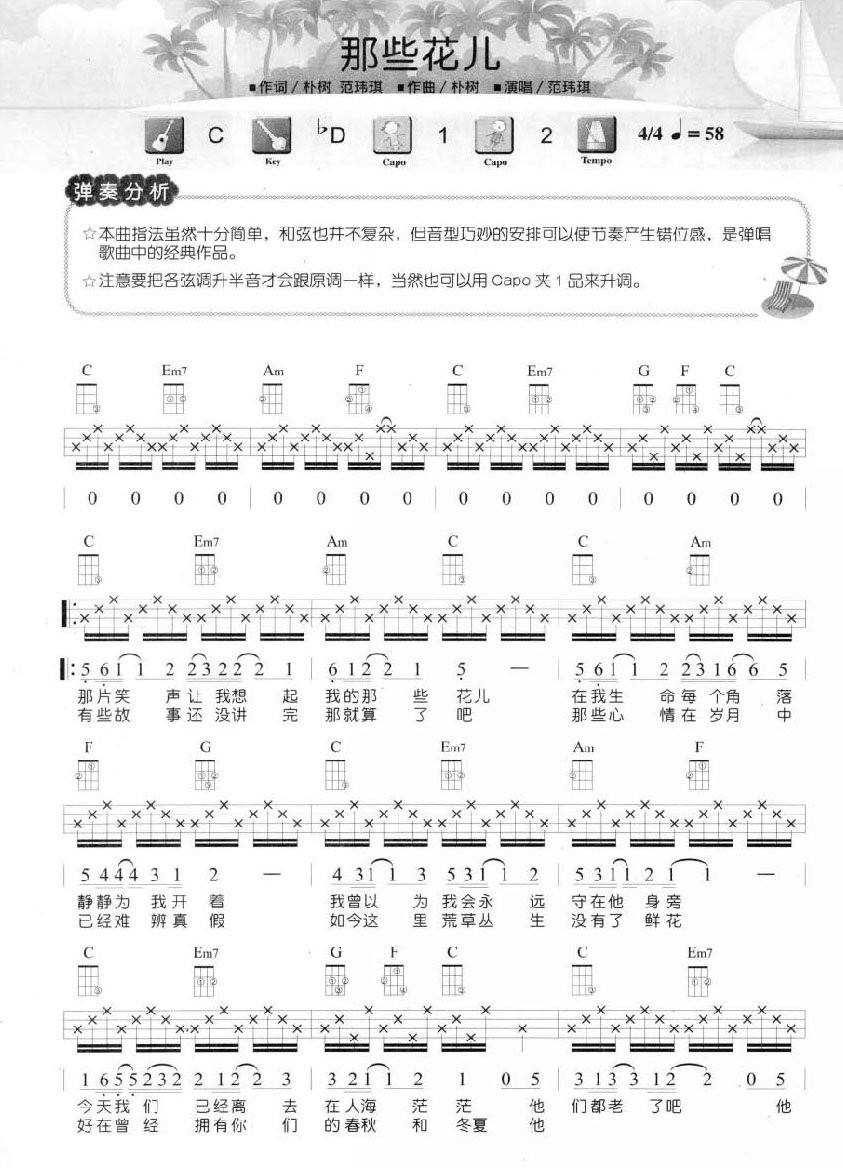 那些花儿
■作词/朴树 范玮琪 ■作曲/朴树 ■演唱/范玮琪
C ♭D 1 2 4/4 ♩=58
Play Key Capo Capo Tempo
弹奏分析
☆本曲指法虽然十分简单，和弦也并不复杂，但音型巧妙的安排可以使节奏产生错位感，是弹唱
歌曲中的经典作品。
☆注意要把各弦调升半音才会跟原调一样，当然也可以用 Capo 夹 1 品来升调。
C Em7 Am F C Em7 G F C
0 0 0 0 | 0 0 0 0 | 0 0 0 0 | 0 0 0 0
C Em7 Am C C Am
5 6 1 1 2 2 3 2 2 2 1 | 6 1 2 2 1 5 — | 5 6 1 1 2 2 3 1 6 6 5
那片笑 声让我想 起 我的那 些 花儿 在我生 命每个角 落
有些故 事还没讲 完 那就算 了 吧 那些心 情在岁月 中
F G C Em7 Am F
5 4 4 4 3 1 2 — | 4 3 1 1 3 5 3 1 1 2 | 5 3 1 1 2 1 1 —
静静为 我开 着 我曾以 为我会永 远 守在他 身旁
已经难 辨真 假 如今这 里荒草丛 生 没有了 鲜花
C Em7 G F C C Em7
1 6 5 5 2 3 2 2 1 2 2 3 | 3 2 1 1 2 1 0 5 | 3 1 3 3 1 2 2 0 5
今天我 们 已经离 去 在人海 茫 茫 他 们都老 了吧 他
好在曾 经 拥有你 们 的春秋 和 冬夏 他